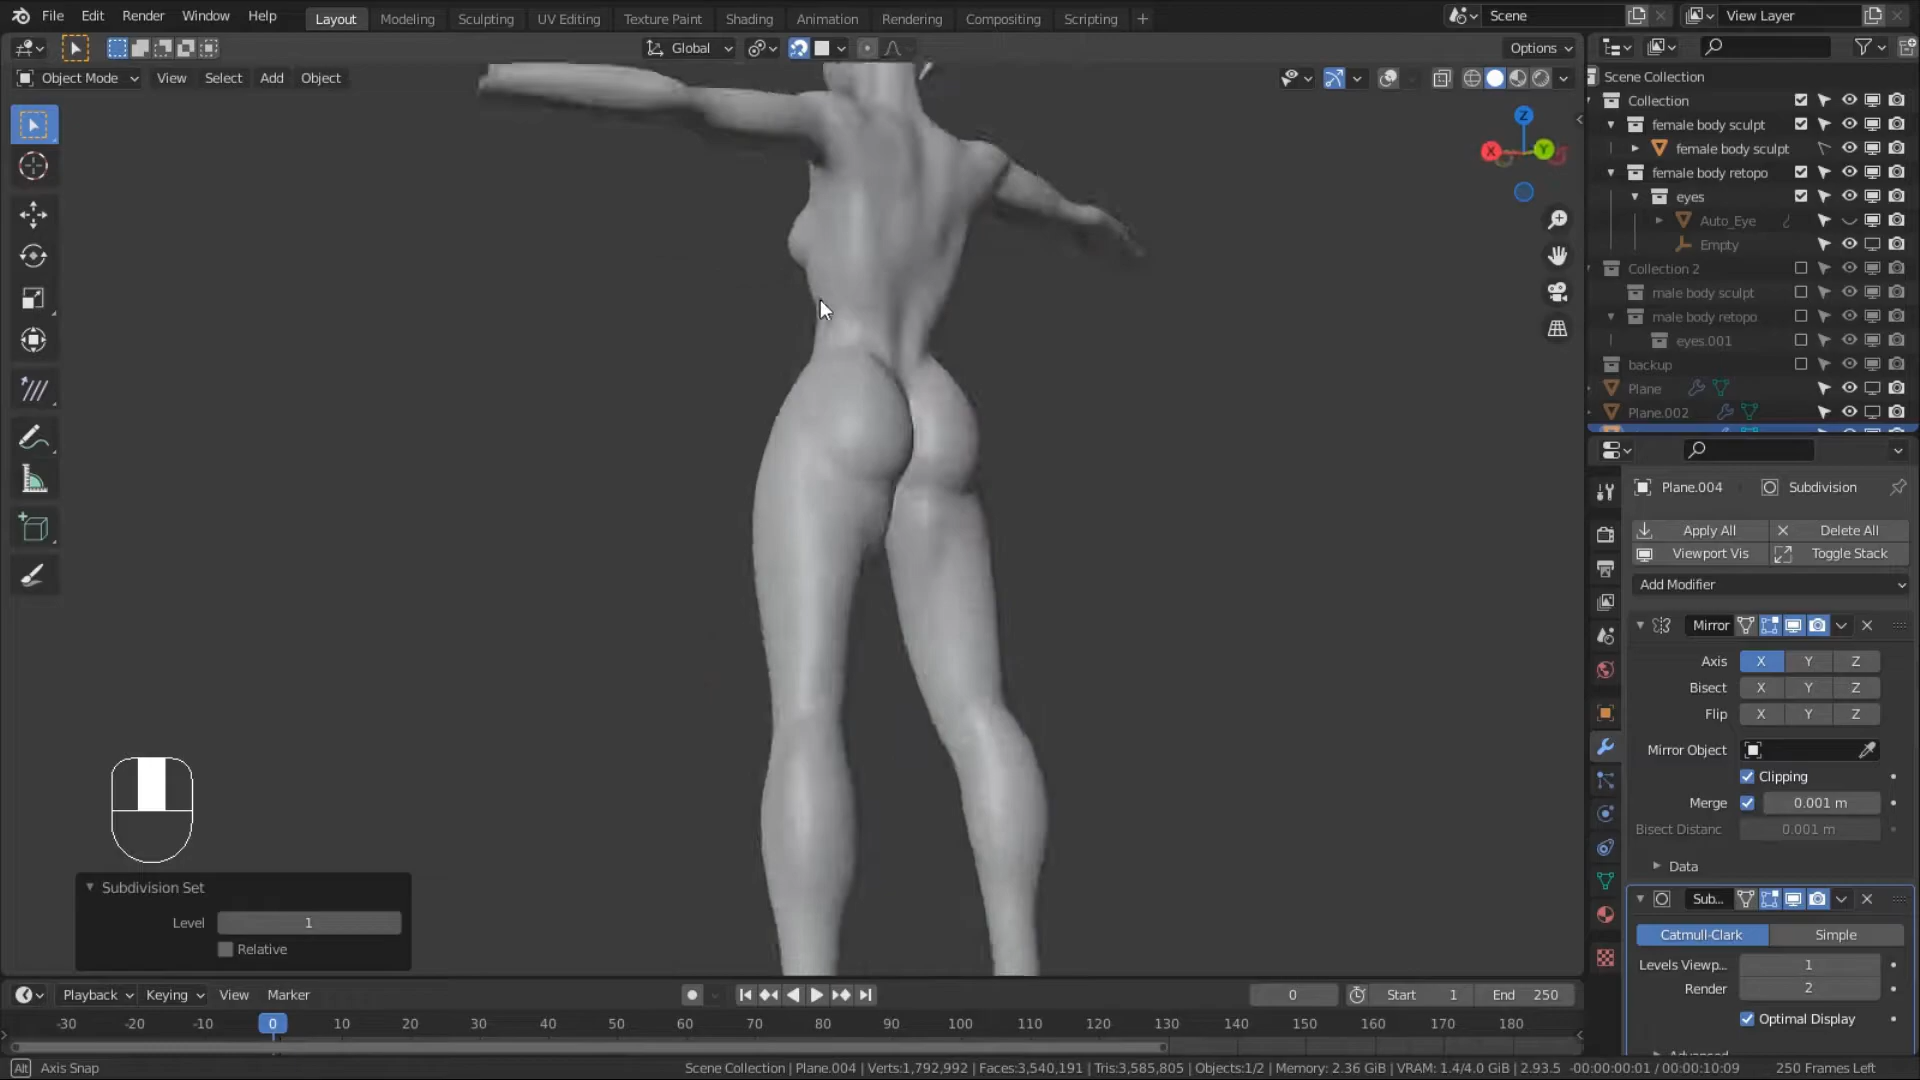 File Edit Render Window Help Layout Modeling Sculpting UV Editing Texture Paint Shading Animation Rendering Compositing Scripting + Scene View Layer
Global Options
Object Mode View Select Add Object
Z
X Y
Scene Collection
Collection
female body sculpt
female body sculpt
female body retopo
eyes
Auto_Eye
Empty
Collection 2
male body sculpt
male body retopo
eyes.001
backup
Plane
Plane.002
Plane.004 Subdivision
Apply All Delete All
Viewport Vis Toggle Stack
Add Modifier
Mirror
Axis X Y Z
Bisect X Y Z
Flip X Y Z
Mirror Object
Clipping
Merge 0.001 m
Bisect Distanc 0.001 m
Data
Sub...
Catmull-Clark Simple
Levels Viewp... 1
Render 2
Optimal Display
Subdivision Set
Level 1
Relative
Playback Keying View Marker 0 Start 1 End 250
-30 -20 -10 0 10 20 30 40 50 60 70 80 90 100 110 120 130 140 150 160 170 180
Alt Axis Snap Scene Collection | Plane.004 | Verts:1,792,992 | Faces:3,540,191 | Tris:3,585,805 | Objects:1/2 | Memory: 2.36 GiB | VRAM: 1.4/4.0 GiB | 2.93.5 -00:00:00:01 / 00:00:10:09 250 Frames Left